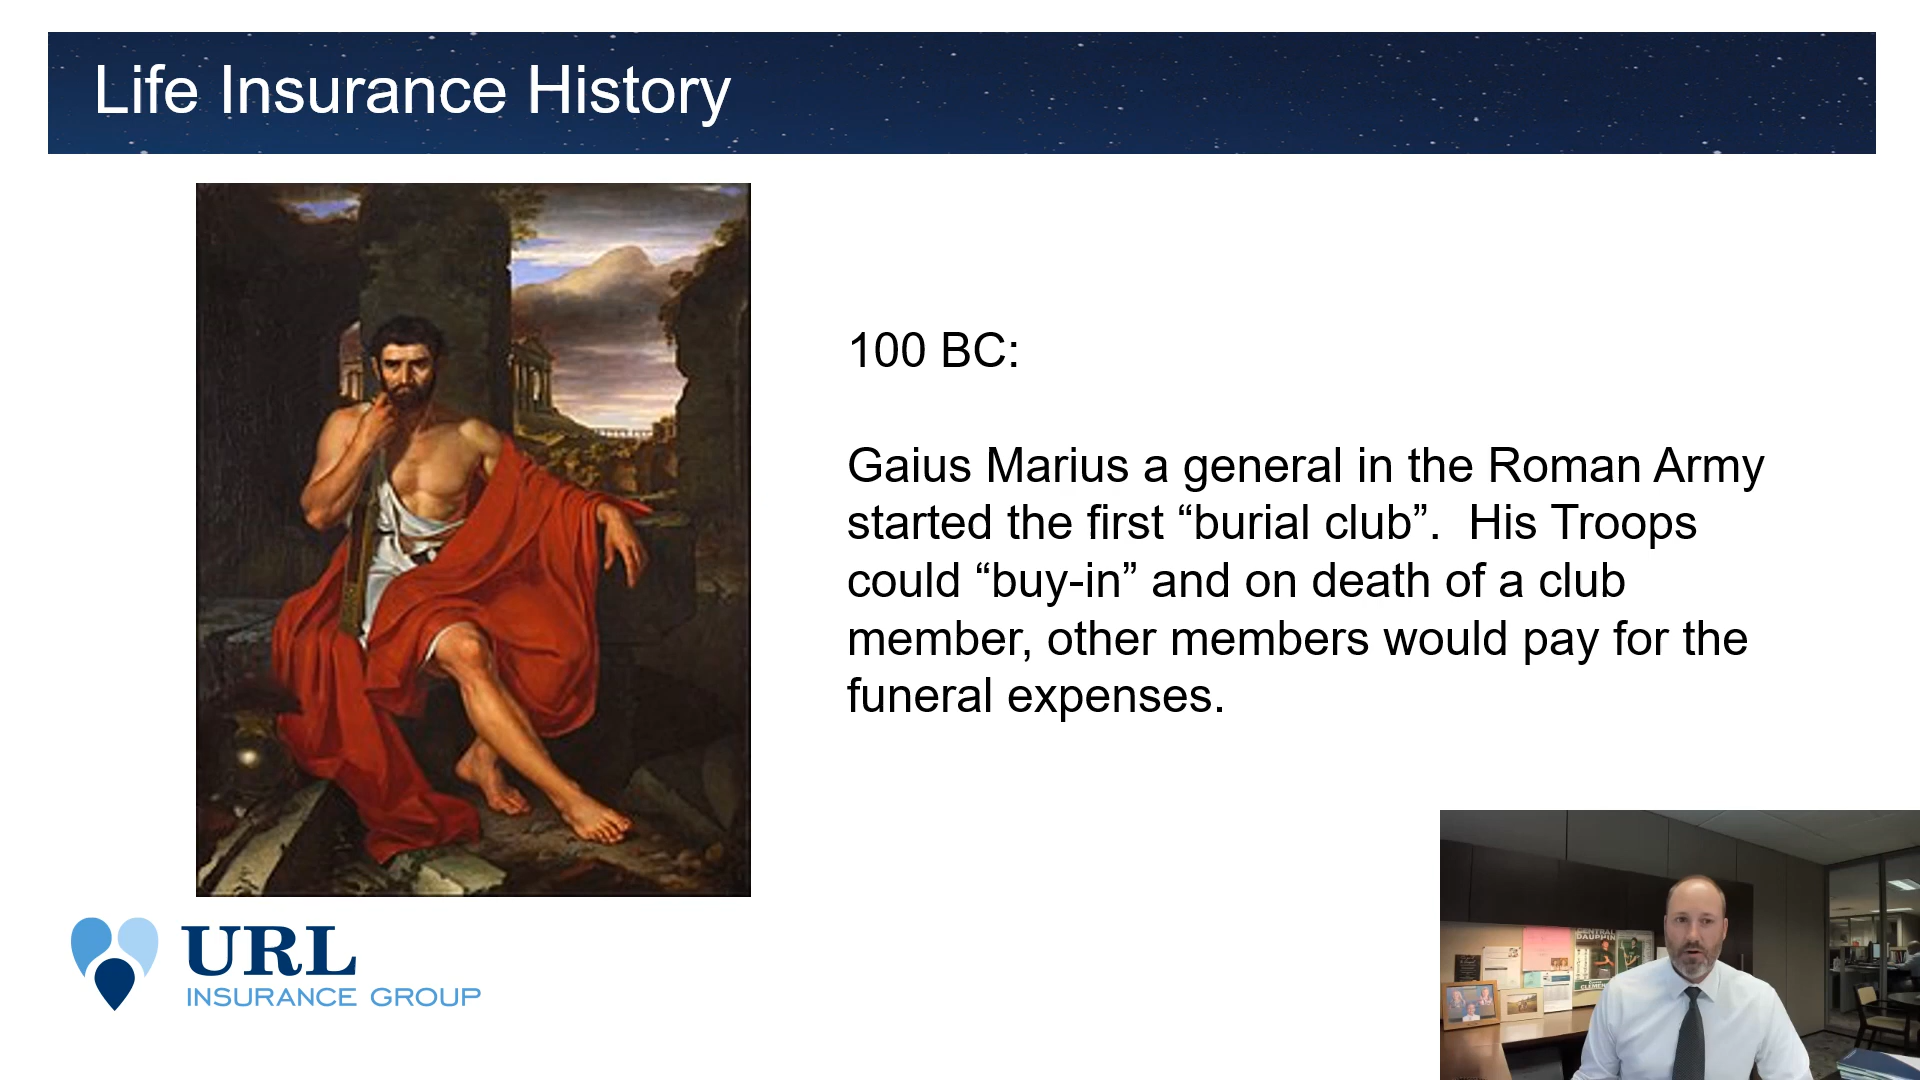 Life Insurance History
100 BC:
Gaius Marius a general in the Roman Army
started the first “burial club”.  His Troops
could “buy-in” and on death of a club
member, other members would pay for the
funeral expenses.
URL
INSURANCE GROUP
CENTRAL
DAUPHIN